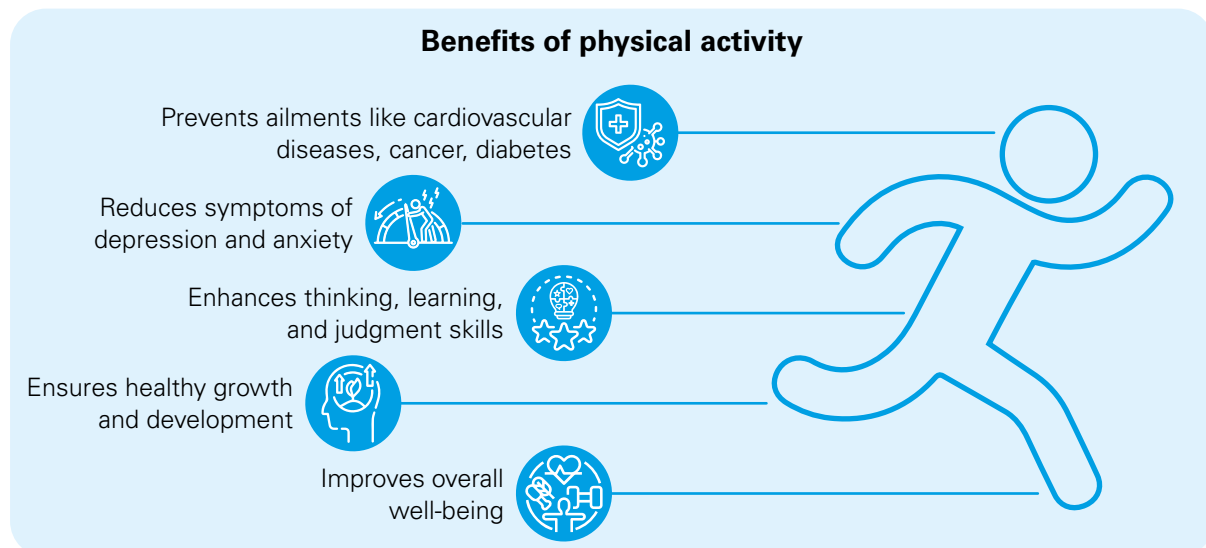 Benefits of physical activity
Prevents ailments like cardiovascular
diseases, cancer, diabetes
Reduces symptoms of
depression and anxiety
Enhances thinking, learning,
and judgment skills
Ensures healthy growth
and development
Improves overall
well-being